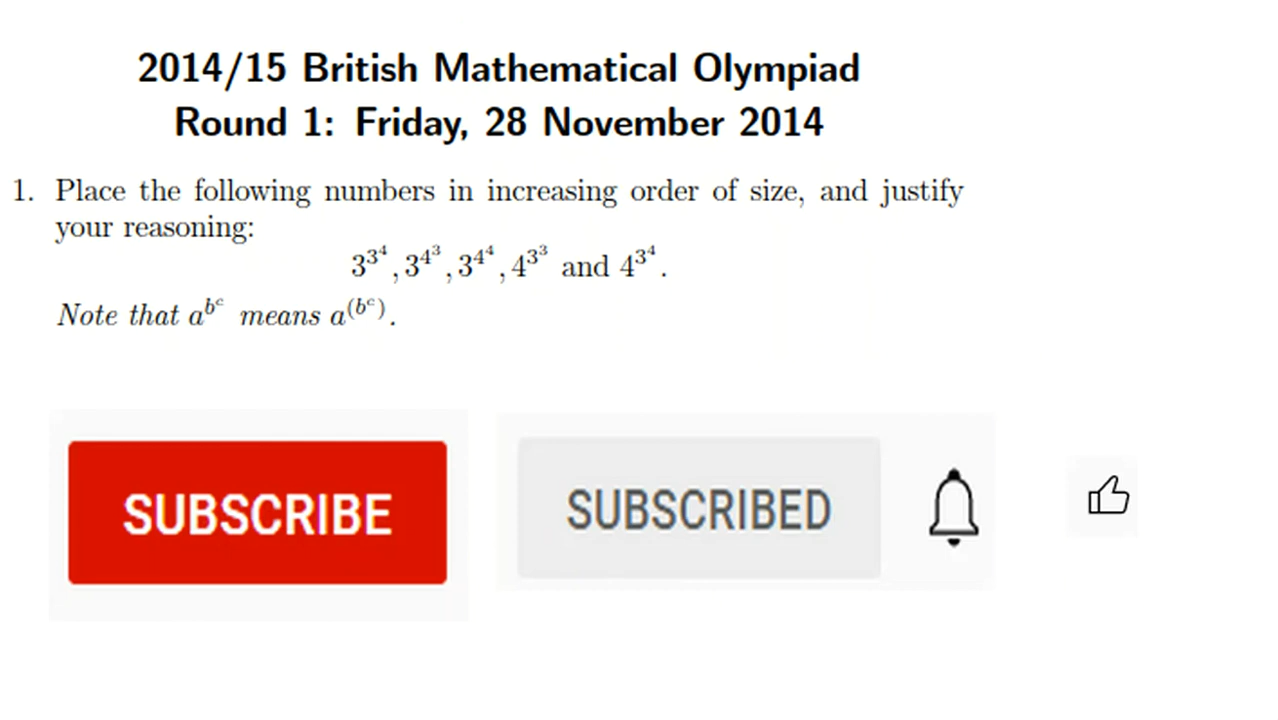 2014/15 British Mathematical Olympiad
Round 1: Friday, 28 November 2014
1. Place the following numbers in increasing order of size, and justify
your reasoning:
$3^{3^4}, 3^{4^3}, 3^{4^4}, 4^{3^3}$ and $4^{3^4}$.
Note that $a^{b^c}$ means $a^{(b^c)}$.
SUBSCRIBE
SUBSCRIBED